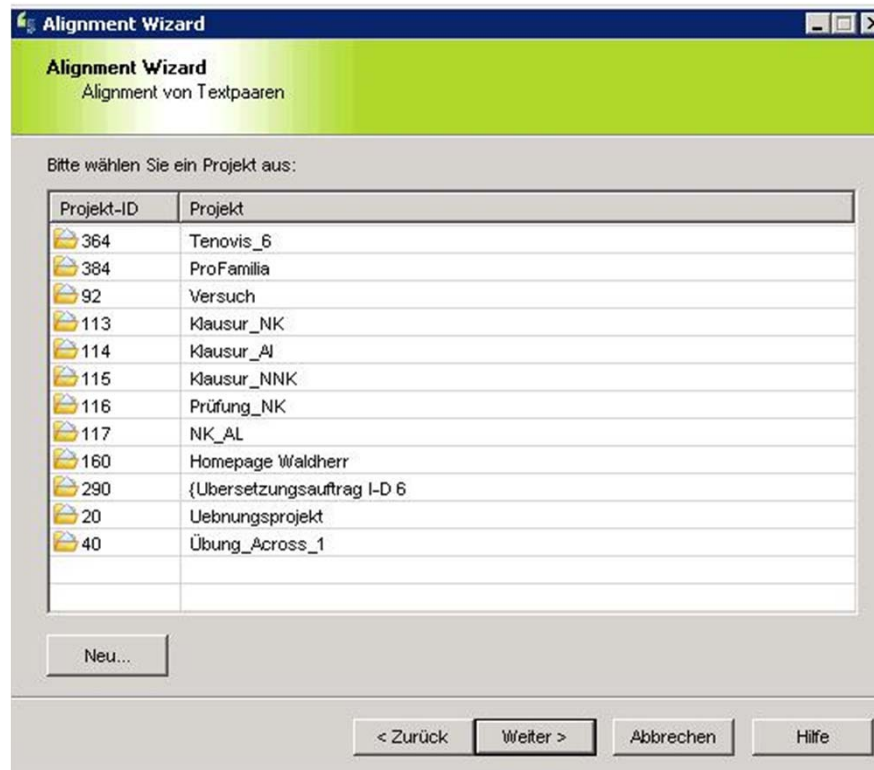 Alignment Wizard
Alignment Wizard
Alignment von Textpaaren
Bitte wählen Sie ein Projekt aus:
Projekt-ID Projekt
364 Tenovis_6
384 ProFamilia
92 Versuch
113 Klausur_NK
114 Klausur_Al
115 Klausur_NNK
116 Prüfung_NK
117 NK_AL
160 Homepage Waldherr
290 {Übersetzungsauftrag I-D 6
20 Uebnungsprojekt
40 Übung_Across_1
Neu...
< Zurück Weiter > Abbrechen Hilfe